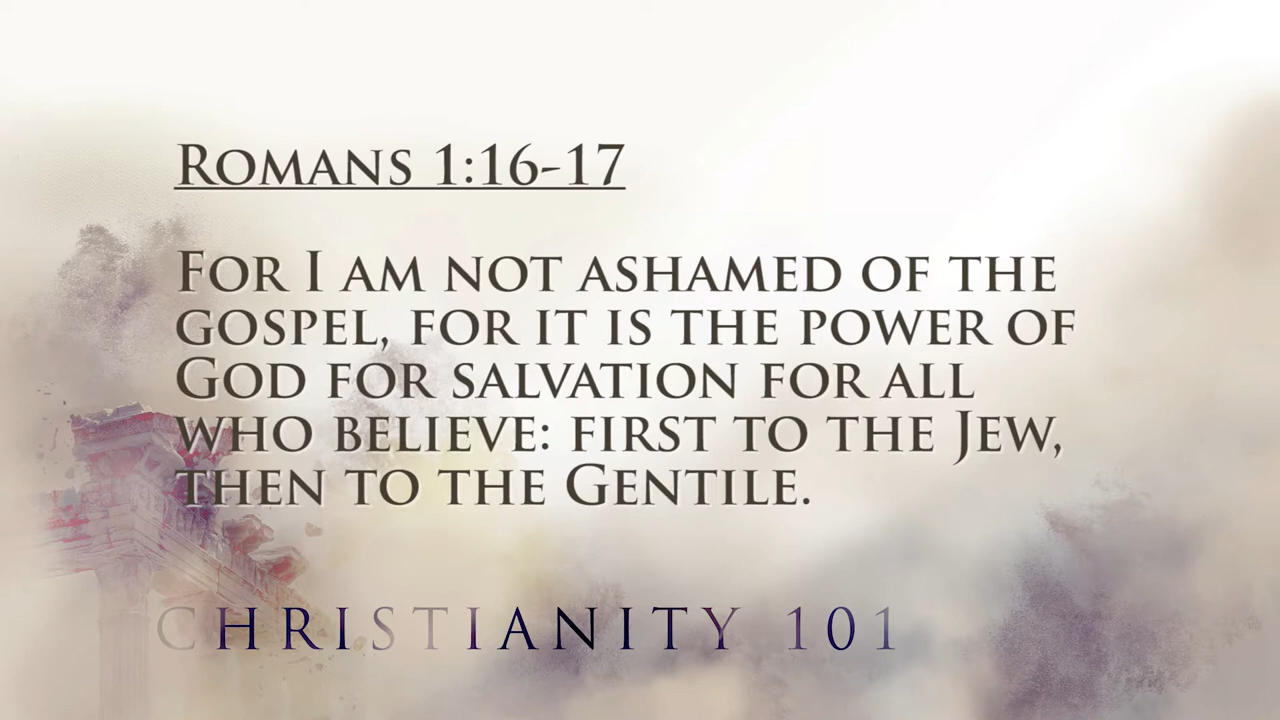 Romans 1:16-17
For I am not ashamed of the
gospel, for it is the power of
God for salvation for all
who believe: first to the Jew,
then to the Gentile.
CHRISTIANITY 101